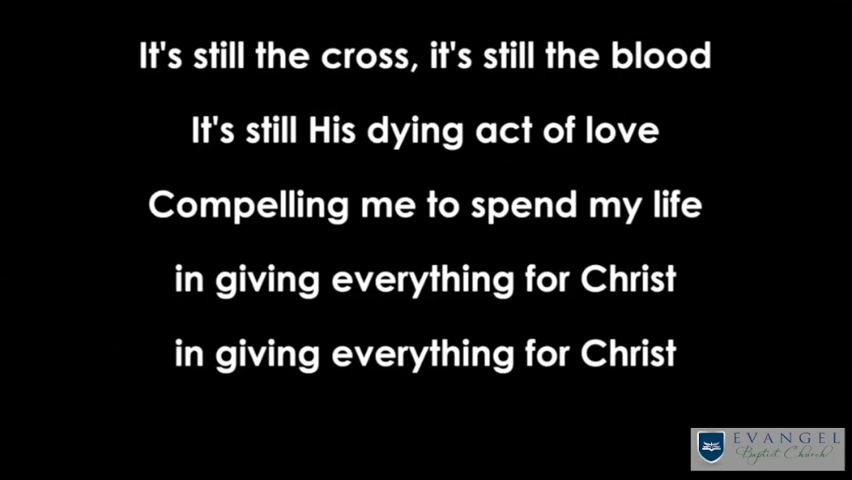 It's still the cross, it's still the blood
It's still His dying act of love
Compelling me to spend my life
in giving everything for Christ
in giving everything for Christ
EVANGEL
Baptist Church